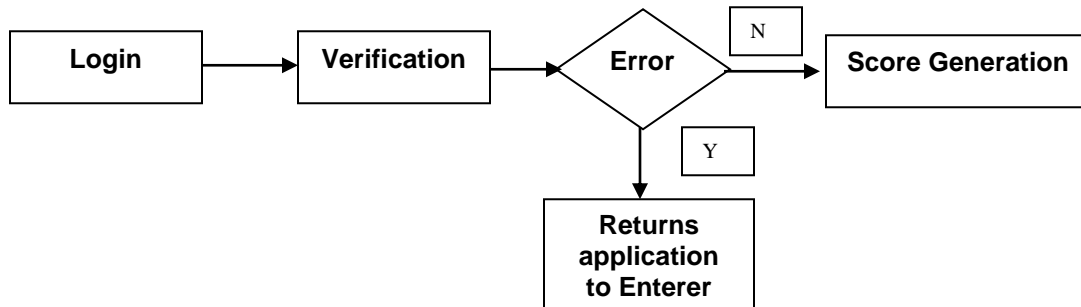 Login
Verification
Error
N
Score Generation
Y
Returns
application
to Enterer